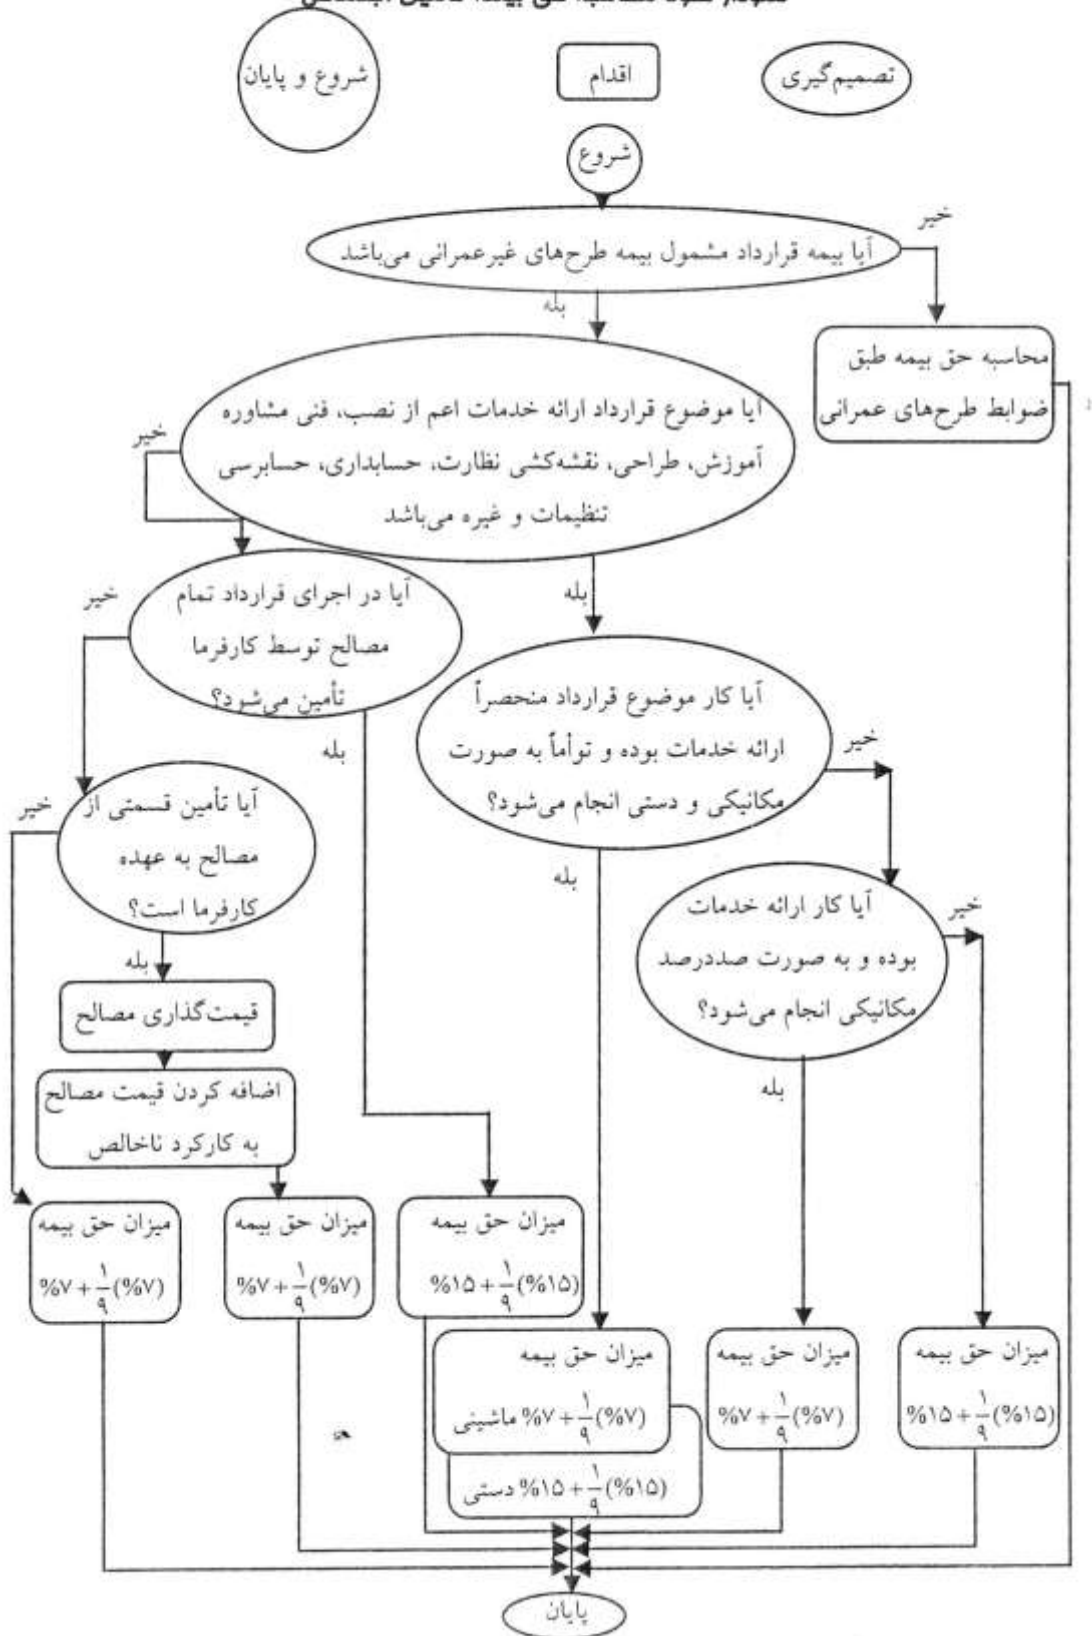 شروع و پایان
اقدام
تصمیم‌گیری
شروع
آیا بیمه قرارداد مشمول بیمه طرح‌های غیرعمرانی می‌باشد
خیر
بله
محاسبه حق بیمه طبق
ضوابط طرح‌های عمرانی
آیا موضوع قرارداد ارائه خدمات اعم از نصب، فنی مشاوره
آموزش، طراحی، نقشه‌کشی نظارت، حسابداری، حسابرسی
تنظیمات و غیره می‌باشد
خیر
بله
آیا در اجرای قرارداد تمام
مصالح توسط کارفرما
تأمین می‌شود؟
خیر
بله
آیا کار موضوع قرارداد منحصراً
ارائه خدمات بوده و توأماً به صورت
مکانیکی و دستی انجام می‌شود؟
خیر
بله
آیا تأمین قسمتی از
مصالح به عهده
کارفرما است؟
خیر
بله
آیا کار ارائه خدمات
بوده و به صورت صددرصد
مکانیکی انجام می‌شود؟
خیر
بله
قیمت‌گذاری مصالح
اضافه کردن قیمت مصالح
به کارکرد ناخالص
میزان حق بیمه
%۷ + ۱/۹ (%۷)
میزان حق بیمه
%۷ + ۱/۹ (%۷)
میزان حق بیمه
%۱۵ + ۱/۹ (%۱۵)
میزان حق بیمه
%۷ + ۱/۹ (%۷) ماشینی
%۱۵ + ۱/۹ (%۱۵) دستی
میزان حق بیمه
%۷ + ۱/۹ (%۷)
میزان حق بیمه
%۱۵ + ۱/۹ (%۱۵)
پایان